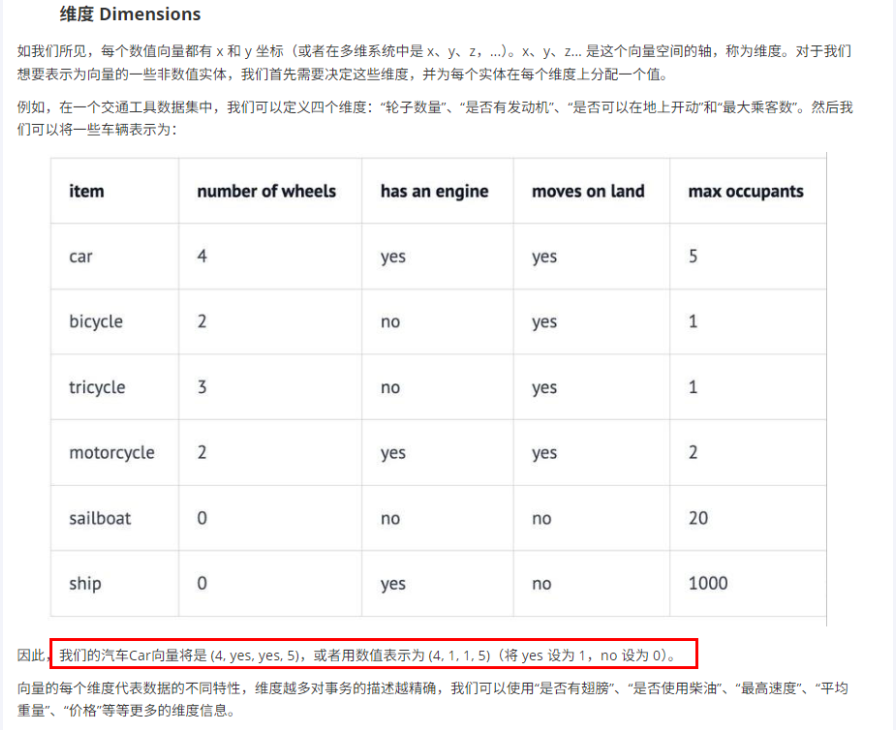 维度 Dimensions
如我们所见，每个数值向量都有 x 和 y 坐标（或者在多维系统中是 x、y、z，...）。x、y、z... 是这个向量空间的轴，称为维度。对于我们
想要表示为向量的一些非数值实体，我们首先需要决定这些维度，并为每个实体在每个维度上分配一个值。
例如，在一个交通工具数据集中，我们可以定义四个维度：“轮子数量”、“是否有发动机”、“是否可以在地上开动”和“最大乘客数”。然后我
们可以将一些车辆表示为：
item number of wheels has an engine moves on land max occupants
car 4 yes yes 5
bicycle 2 no yes 1
tricycle 3 no yes 1
motorcycle 2 yes yes 2
sailboat 0 no no 20
ship 0 yes no 1000
因此，我们的汽车Car向量将是 (4, yes, yes, 5)，或者用数值表示为 (4, 1, 1, 5)（将 yes 设为 1，no 设为 0）。
向量的每个维度代表数据的不同特性，维度越多对事务的描述越精确，我们可以使用“是否有翅膀”、“是否使用柴油”、“最高速度”、“平均
重量”、“价格”等等更多的维度信息。